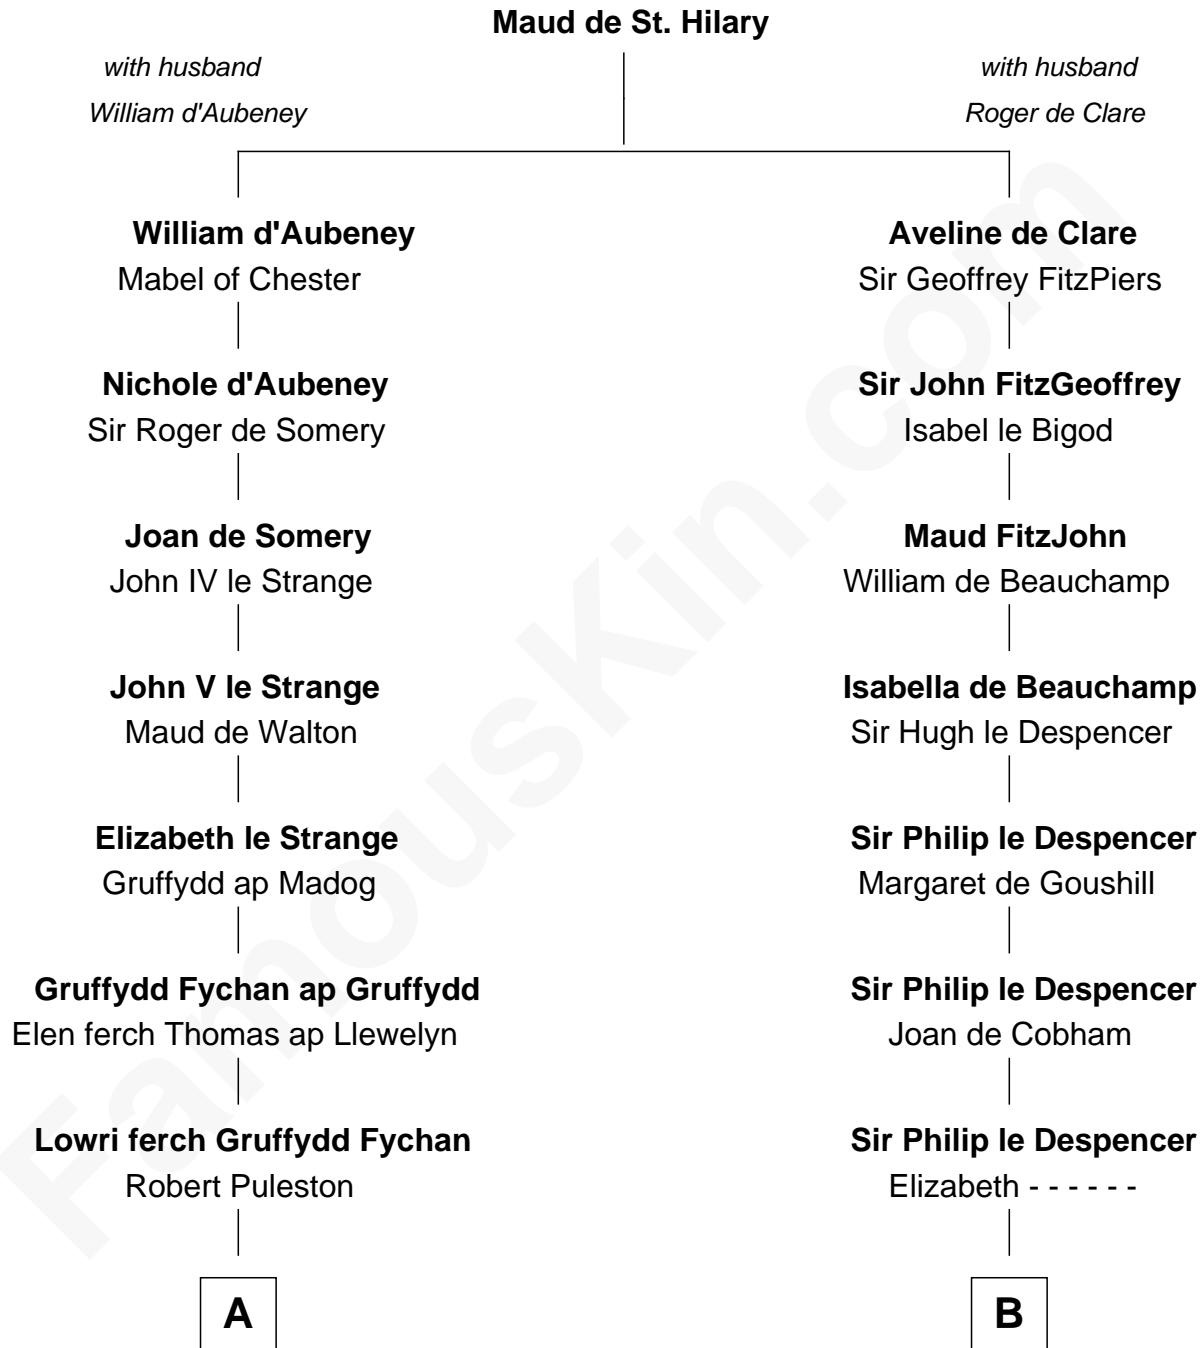 Maud de St. Hilary
with husband
William d'Aubeney
with husband
Roger de Clare
William d'Aubeney
Mabel of Chester
Aveline de Clare
Sir Geoffrey FitzPiers
Nichole d'Aubeney
Sir Roger de Somery
Sir John FitzGeoffrey
Isabel le Bigod
Joan de Somery
John IV le Strange
Maud FitzJohn
William de Beauchamp
John V le Strange
Maud de Walton
Isabella de Beauchamp
Sir Hugh le Despencer
Elizabeth le Strange
Gruffydd ap Madog
Sir Philip le Despencer
Margaret de Goushill
Gruffydd Fychan ap Gruffydd
Elen ferch Thomas ap Llewelyn
Sir Philip le Despencer
Joan de Cobham
Lowri ferch Gruffydd Fychan
Robert Puleston
Sir Philip le Despencer
Elizabeth - - - - - -
A
B
FamousKin.com